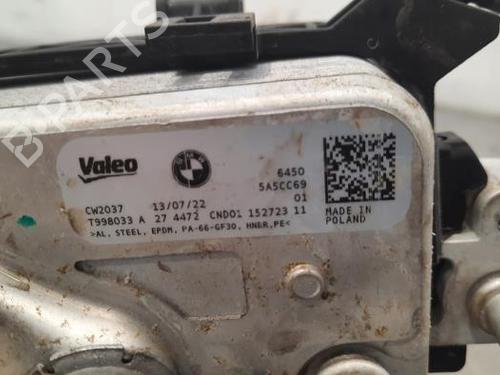 Valeo
BMW
6450
5A5CC69
CW2037 13/07/22 01
T998033 A 27 4472 CND01 152723 11
>AL, STEEL, EPDM, PA-66-GF30, HNBR,PE<
MADE IN
POLAND